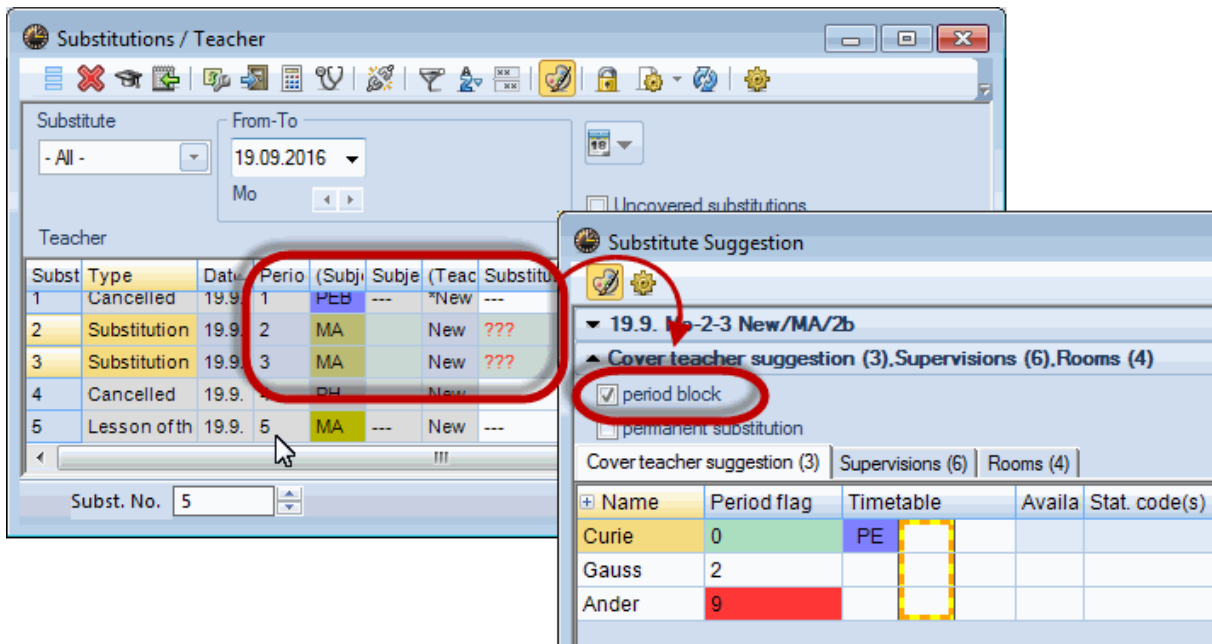 Substitutions / Teacher
Substitute
From-To
- All -
19.09.2016
18
Mo
Uncovered substitutions
Teacher
Subst Type Date Perio (Subje Subje (Teac Substitu
1 Cancelled 19.9. 1 PEB --- *New ---
2 Substitution 19.9. 2 MA New ???
3 Substitution 19.9. 3 MA New ???
4 Cancelled 19.9. PH New
5 Lesson of th 19.9. 5 MA --- New ---
Subst. No. 5
Substitute Suggestion
19.9. Mo-2-3 New/MA/2b
Cover teacher suggestion (3),Supervisions (6),Rooms (4)
period block
permanent substitution
Cover teacher suggestion (3) Supervisions (6) Rooms (4)
Name Period flag Timetable Availa Stat. code(s)
Curie 0 PE
Gauss 2
Ander 9